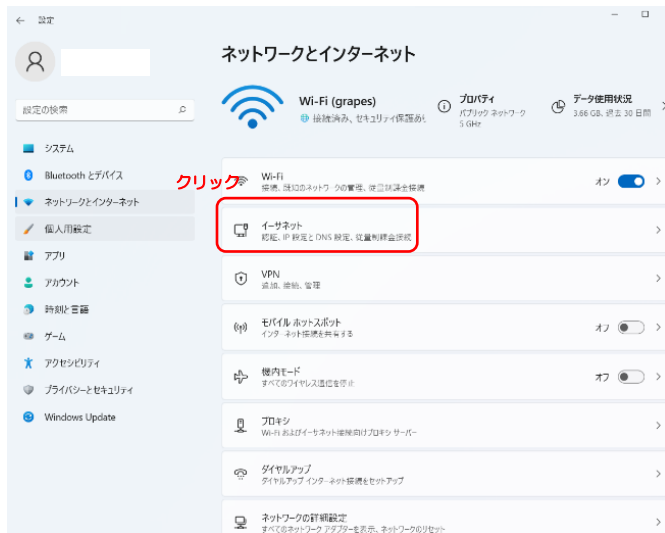 設定
ネットワークとインターネット
Wi-Fi (grapes)
接続済み、セキュリティ保護あり
プロパティ
パブリック ネットワーク
5 GHz
データ使用状況
3.66 GB、過去 30 日間
設定の検索
システム
Bluetooth とデバイス
ネットワークとインターネット
個人用設定
アプリ
アカウント
時刻と言語
ゲーム
アクセシビリティ
プライバシーとセキュリティ
Windows Update
クリック
Wi-Fi
接続、既知のネットワークの管理、従量制課金接続
オン
イーサネット
認証、IP 設定と DNS 設定、従量制課金接続
VPN
追加、接続、管理
モバイル ホットスポット
インターネット接続を共有する
オフ
機内モード
すべてのワイヤレス通信を停止
オフ
プロキシ
Wi-Fi およびイーサネット接続向けプロキシ サーバー
ダイヤルアップ
ダイヤルアップ インターネット接続をセットアップ
ネットワークの詳細設定
すべてのネットワーク アダプターを表示、ネットワークのリセット